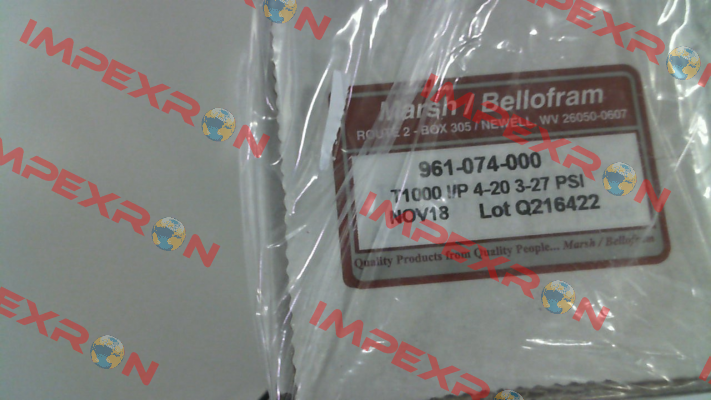 Marsh / Bellofram
ROUTE 2 - BOX 305 / NEWELL, WV 26050-0607
961-074-000
T1000 I/P 4-20 3-27 PSI
NOV18 Lot Q216422
Quality Products from Quality People... Marsh / Bellofram
IMPEXRON
IMPEXRON
IMPEXRON
IMPEXRON
IMPEXRON
IMPEXRON
IMPEXRON